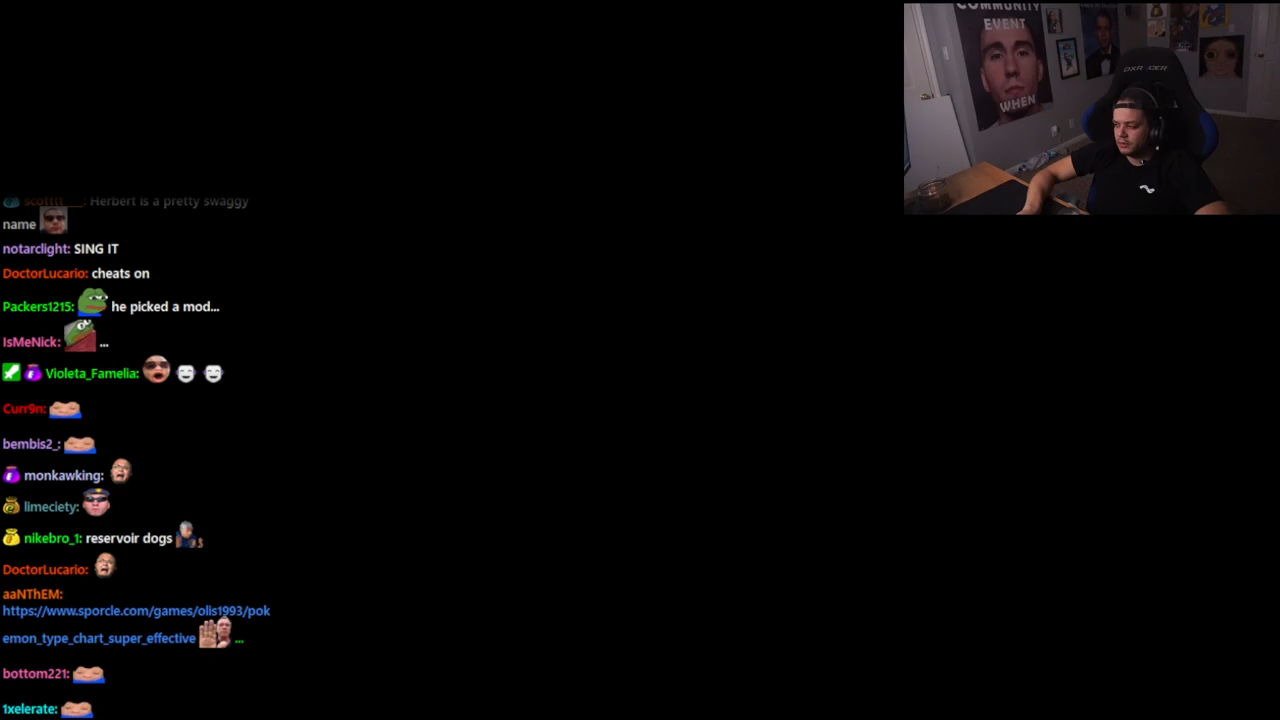 COMMUNITY
EVENT
WHEN
DXRACER
scotttt___: Herbert is a pretty swaggy
name
notarclight: SING IT
DoctorLucario: cheats on
Packers1215: he picked a mod...
IsMeNick: ...
Violeta_Famelia:
Curr9n:
bembis2_:
monkawking:
limeciety:
nikebro_1: reservoir dogs
DoctorLucario:
aaNThEM:
https://www.sporcle.com/games/olis1993/pok
emon_type_chart_super_effective ...
bottom221:
1xelerate: